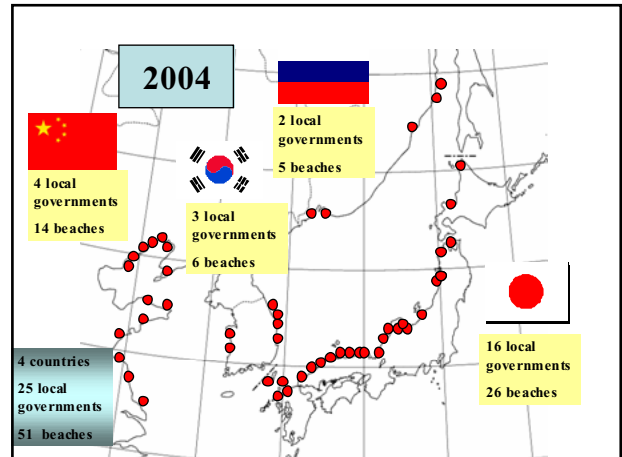 2004
2 local
governments
5 beaches
4 local
governments
14 beaches
3 local
governments
6 beaches
16 local
governments
26 beaches
4 countries
25 local
governments
51 beaches